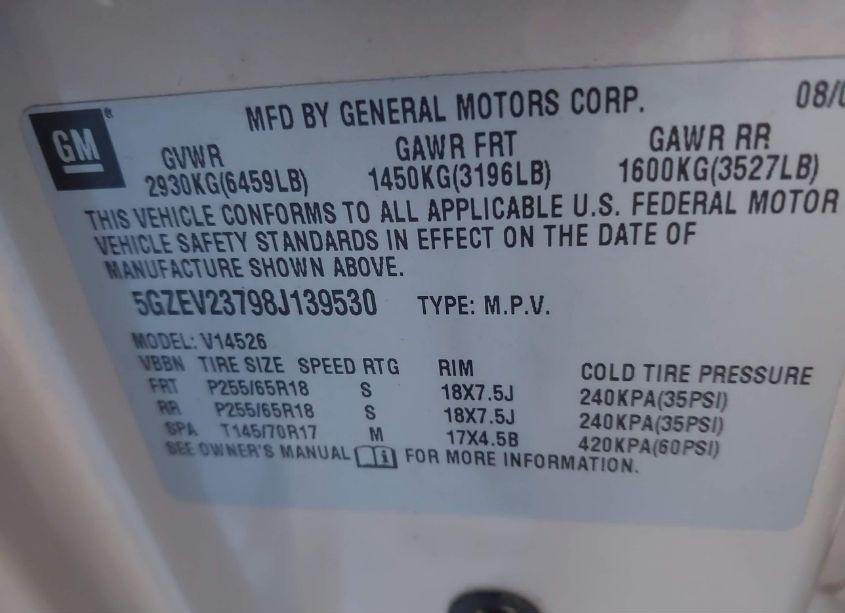 MFD BY GENERAL MOTORS CORP. 08/0
GM®
GVWR GAWR FRT GAWR RR
2930KG(6459LB) 1450KG(3196LB) 1600KG(3527LB)
THIS VEHICLE CONFORMS TO ALL APPLICABLE U.S. FEDERAL MOTOR
VEHICLE SAFETY STANDARDS IN EFFECT ON THE DATE OF
MANUFACTURE SHOWN ABOVE.
5GZEV23798J139530 TYPE: M.P.V.
MODEL: V14526
VBBN TIRE SIZE SPEED RTG RIM COLD TIRE PRESSURE
FRT P255/65R18 S 18X7.5J 240KPA(35PSI)
RR P255/65R18 S 18X7.5J 240KPA(35PSI)
SPA T145/70R17 M 17X4.5B 420KPA(60PSI)
SEE OWNER'S MANUAL FOR MORE INFORMATION.